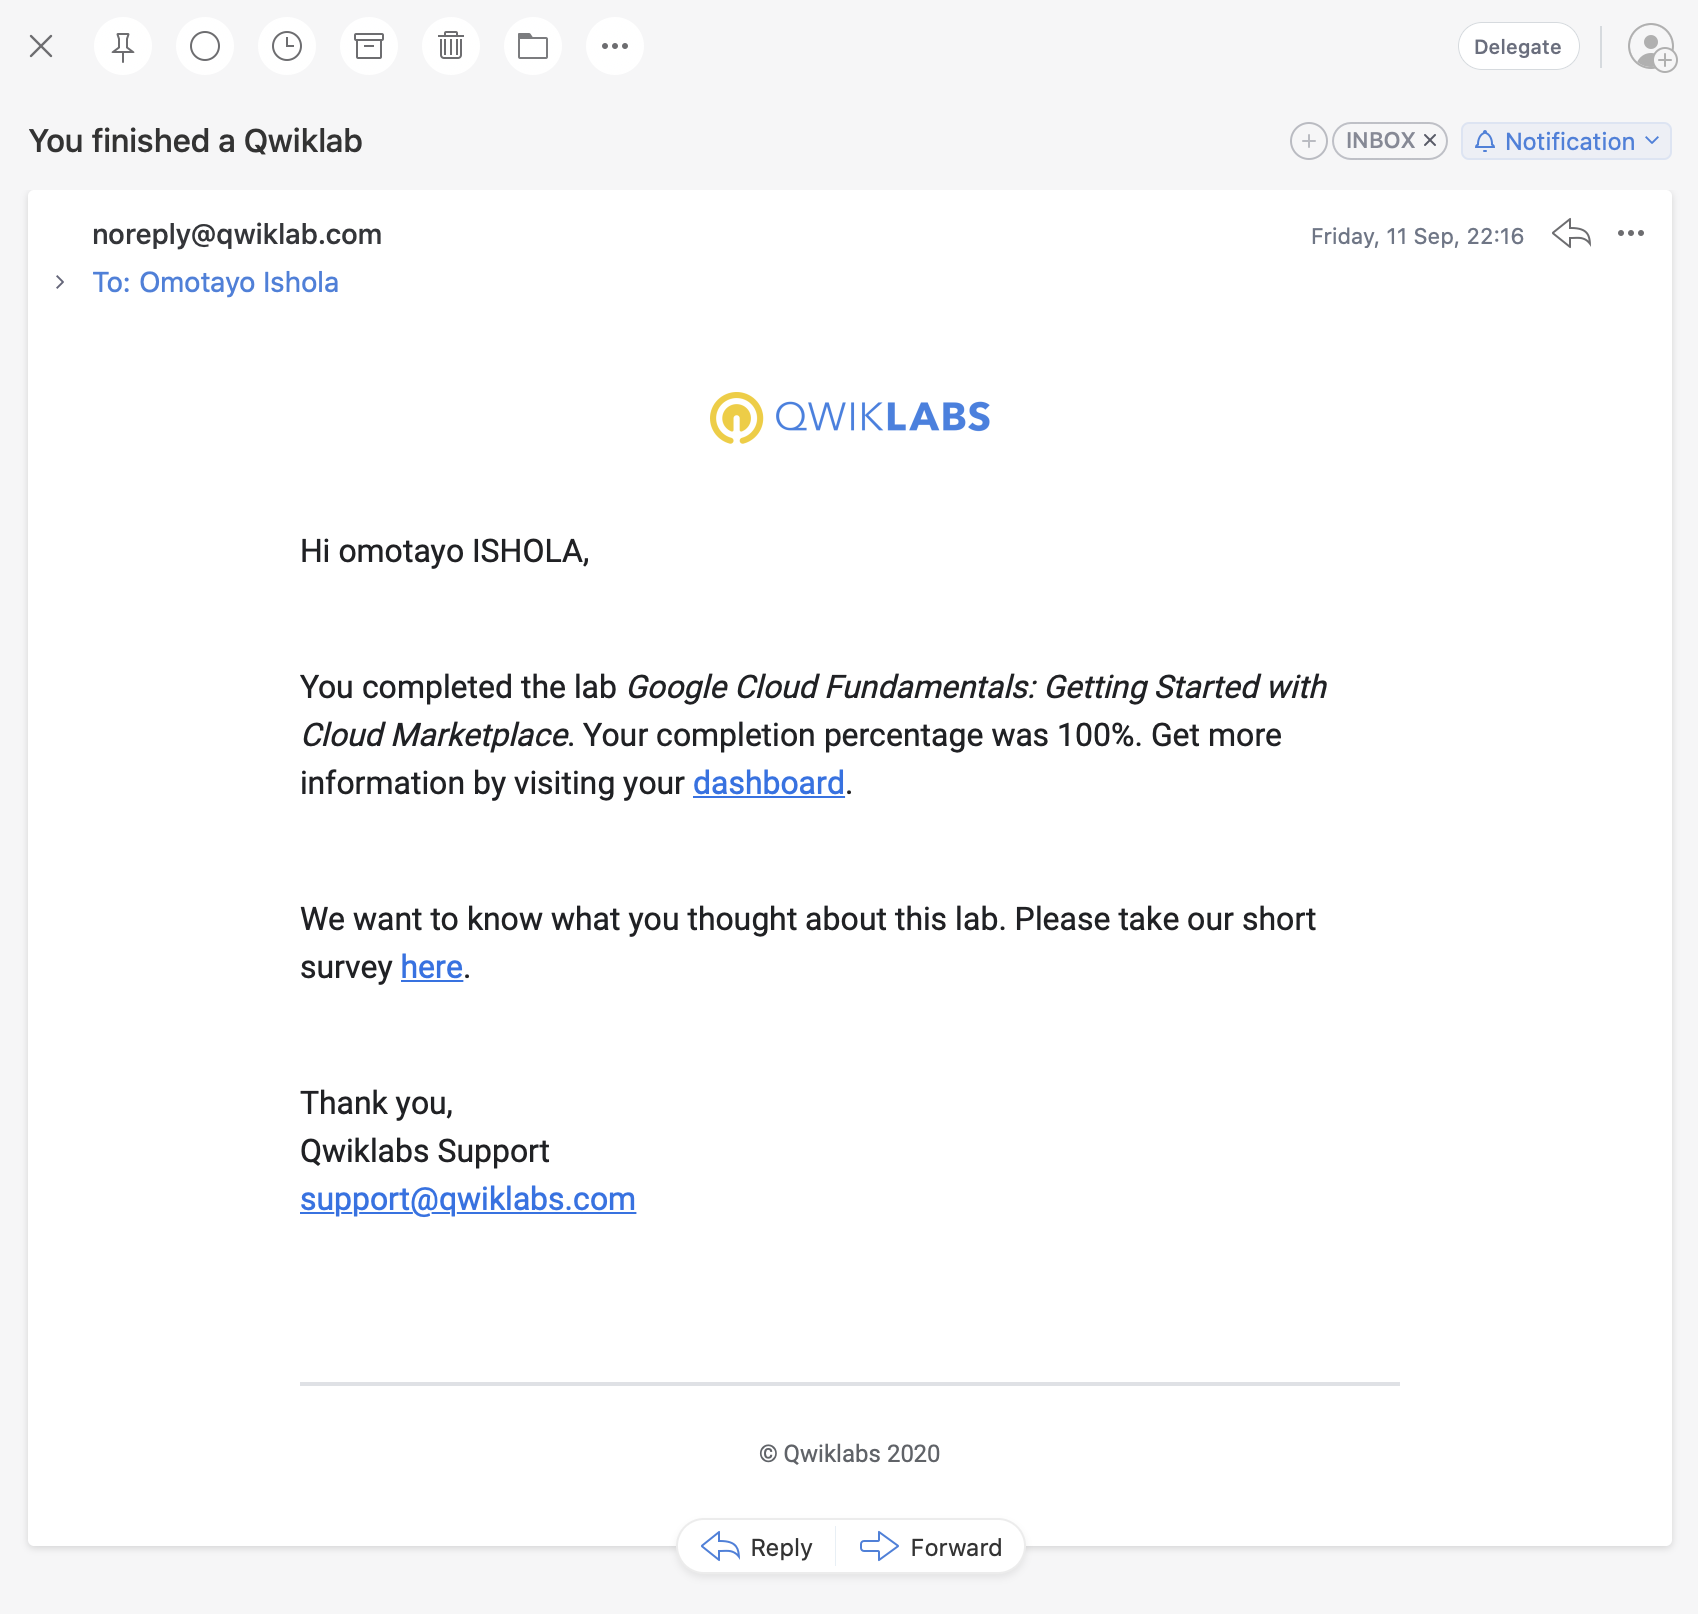 Delegate
You finished a Qwiklab
INBOX
Notification
noreply@qwiklab.com
Friday, 11 Sep, 22:16
To: Omotayo Ishola
QWIKLABS
Hi omotayo ISHOLA,
You completed the lab Google Cloud Fundamentals: Getting Started with
Cloud Marketplace. Your completion percentage was 100%. Get more
information by visiting your dashboard.
We want to know what you thought about this lab. Please take our short
survey here.
Thank you,
Qwiklabs Support
support@qwiklabs.com
© Qwiklabs 2020
Reply
Forward